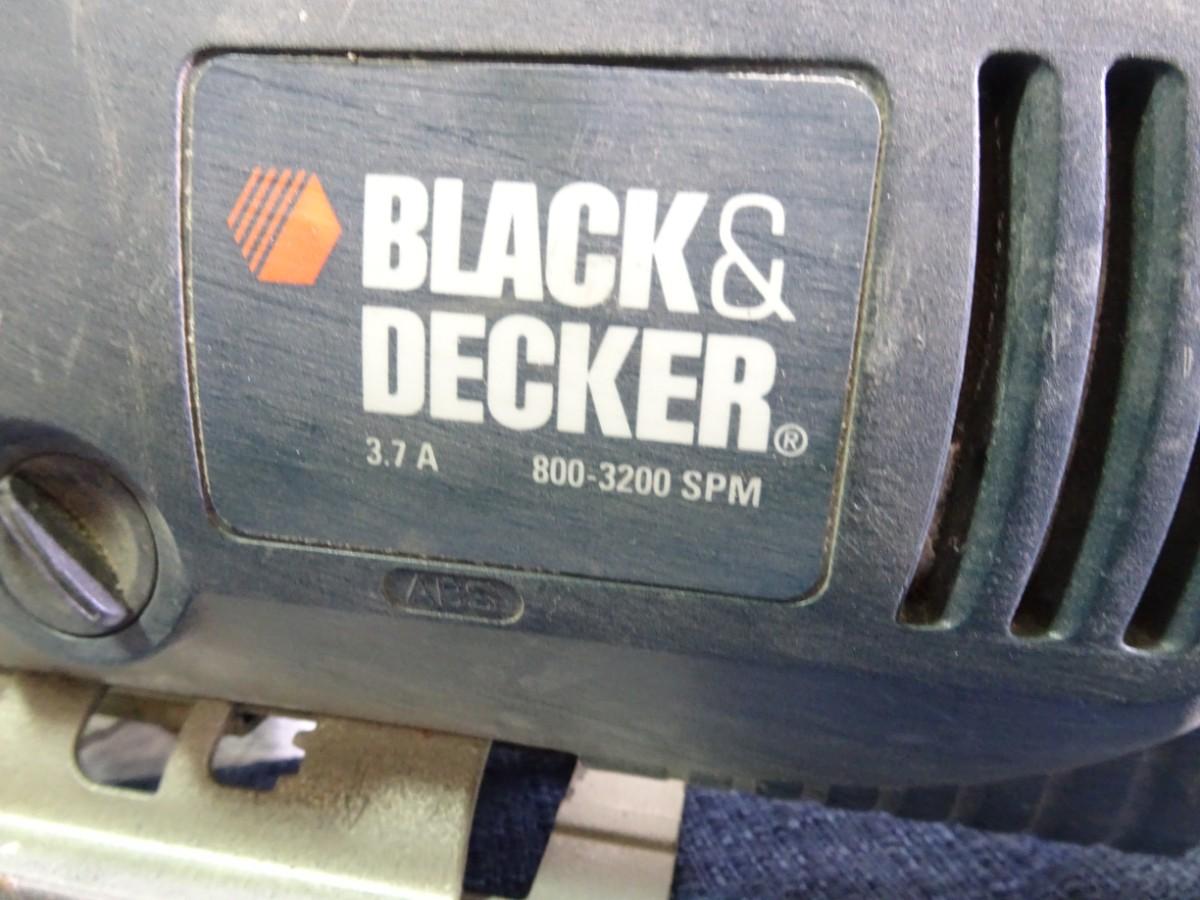 BLACK&
DECKER®
3.7 A 800-3200 SPM
ABS